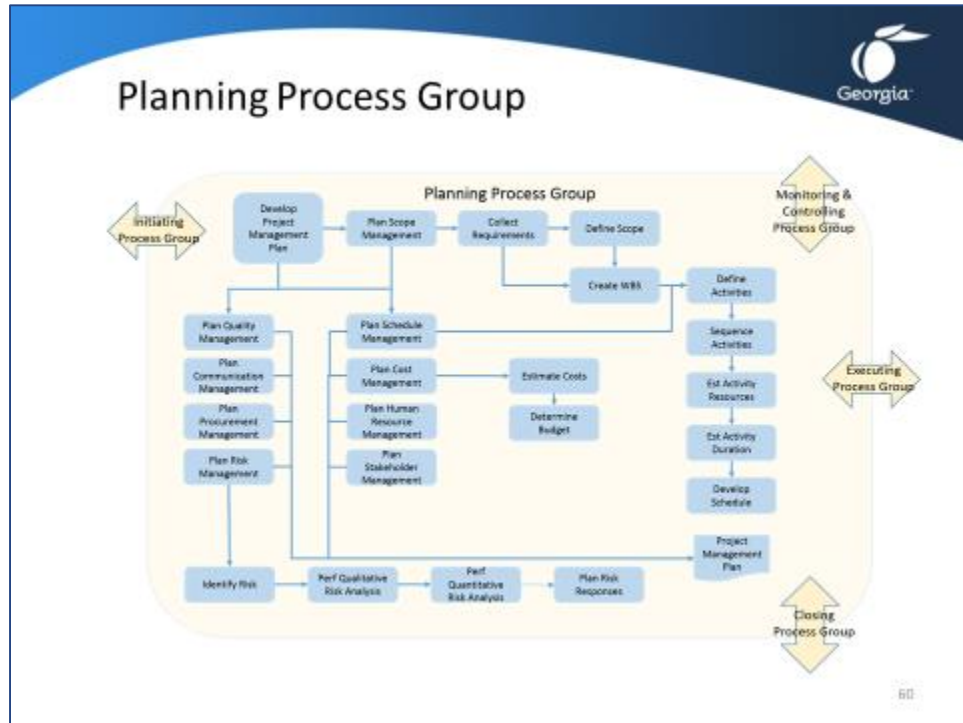 Georgia
Planning Process Group
Planning Process Group
Initiating
Process Group
Monitoring &
Controlling
Process Group
Develop
Project
Management
Plan
Plan Scope
Management
Collect
Requirements
Define Scope
Create WBS
Define
Activities
Plan Quality
Management
Plan Schedule
Management
Sequence
Activities
Plan
Communication
Management
Plan Cost
Management
Estimate Costs
Est Activity
Resources
Executing
Process Group
Plan
Procurement
Management
Plan Human
Resource
Management
Determine
Budget
Est Activity
Duration
Plan Risk
Management
Plan
Stakeholder
Management
Develop
Schedule
Project
Management
Plan
Identify Risk
Perf Qualitative
Risk Analysis
Perf
Quantitative
Risk Analysis
Plan Risk
Responses
Closing
Process Group
60